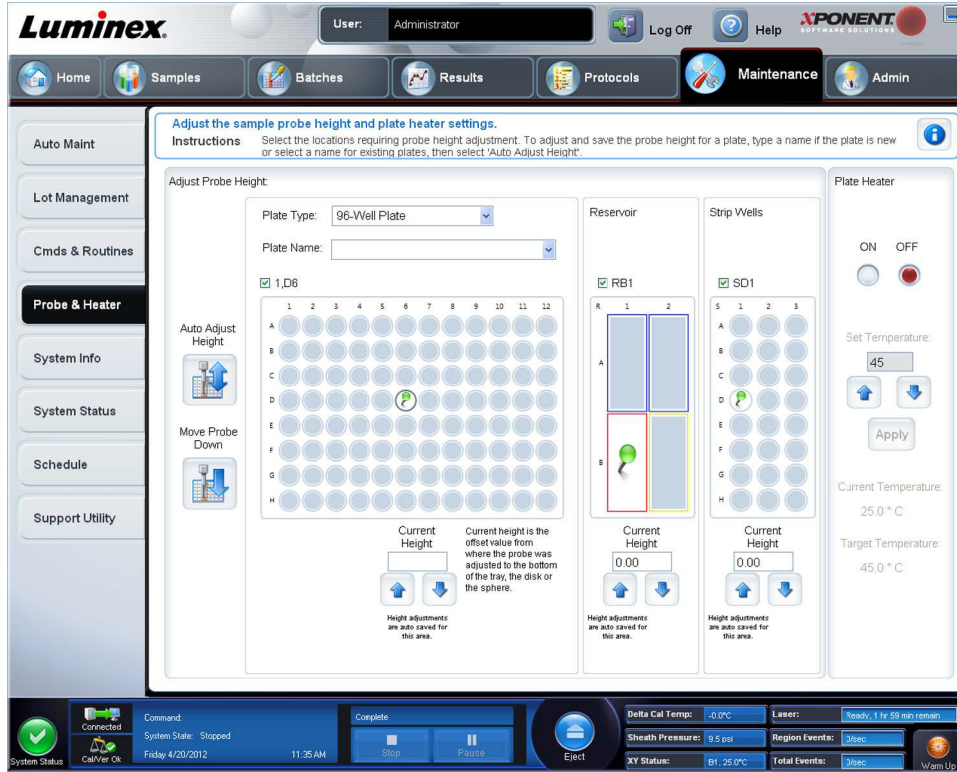 Luminex.
User: Administrator
Log Off
Help
XPONENT.
SOFTWARE SOLUTIONS
Home
Samples
Batches
Results
Protocols
Maintenance
Admin
Auto Maint
Lot Management
Cmds & Routines
Probe & Heater
System Info
System Status
Schedule
Support Utility
Adjust the sample probe height and plate heater settings.
Instructions Select the locations requiring probe height adjustment. To adjust and save the probe height for a plate, type a name if the plate is new
or select a name for existing plates, then select 'Auto Adjust Height'.
Adjust Probe Height:
Auto Adjust
Height
Move Probe
Down
Plate Type: 96-Well Plate
Plate Name:
1,D6
1 2 3 4 5 6 7 8 9 10 11 12
A
B
C
D
E
F
G
H
Current
Height
Current height is the
offset value from
where the probe was
adjusted to the bottom
of the tray, the disk or
the sphere.
Height adjustments
are auto saved for
this area.
Reservoir
RB1
R 1 2
A
B
Current
Height
0.00
Height adjustments
are auto saved for
this area.
Strip Wells
SD1
S 1 2 3
A
B
C
D
E
F
G
H
Current
Height
0.00
Height adjustments
are auto saved for
this area.
Plate Heater
ON OFF
Set Temperature:
45
Apply
Current Temperature:
25.0 ° C
Target Temperature:
45.0 ° C
System Status
Connected
Cal/Ver Ok
Command:
System State: Stopped
Friday 4/20/2012 11:35 AM
Complete
Stop
Pause
Eject
Delta Cal Temp: -0.0°C
Sheath Pressure: 9.5 psi
XY Status: B1, 25.0°C
Laser: Ready, 1 hr 59 min remain
Region Events: 0/sec
Total Events: 0/sec
Warm Up